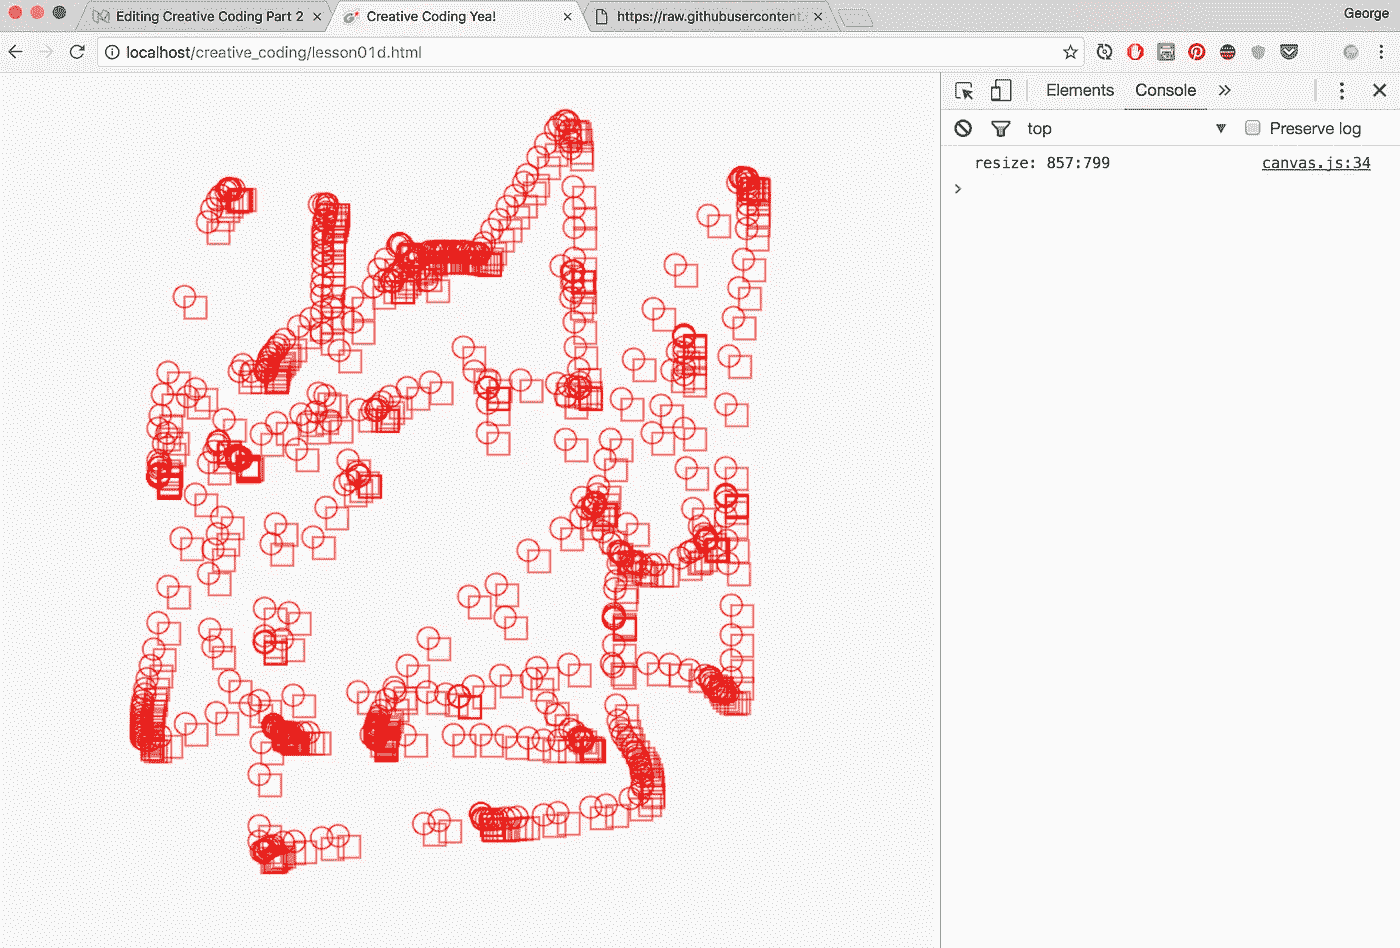 Editing Creative Coding Part 2
Creative Coding Yea!
https://raw.githubusercontent.
George
localhost/creative_coding/lesson01d.html
Elements
Console
top
Preserve log
resize: 857:799
canvas.js:34